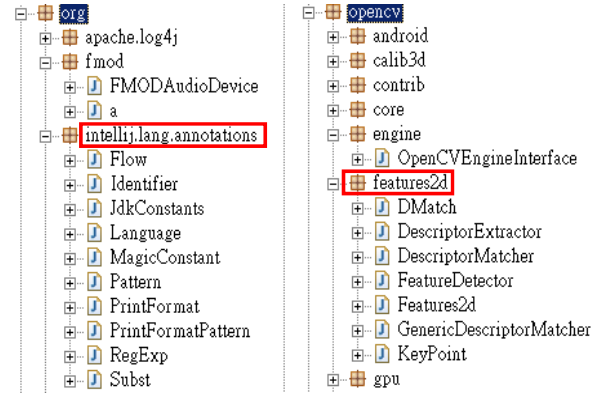 org
apache.log4j
fmod
FMODAudioDevice
a
intellij.lang.annotations
Flow
Identifier
JdkConstants
Language
MagicConstant
Pattern
PrintFormat
PrintFormatPattern
RegExp
Subst
opencv
android
calib3d
contrib
core
engine
OpenCVEngineInterface
features2d
DMatch
DescriptorExtractor
DescriptorMatcher
FeatureDetector
Features2d
GenericDescriptorMatcher
KeyPoint
gpu